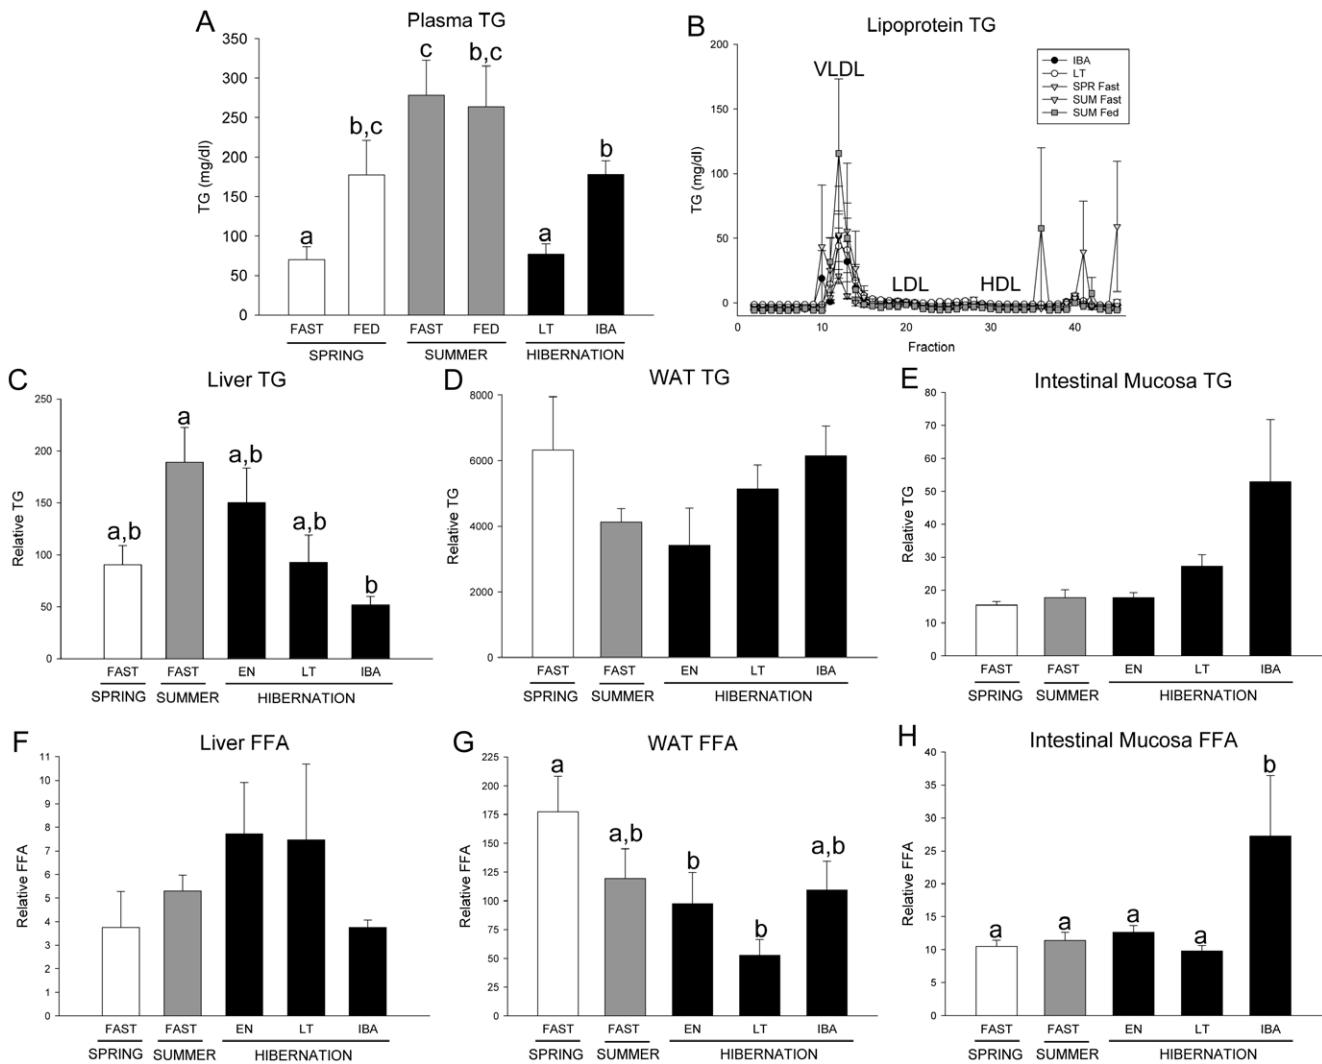 A
Plasma TG
TG (mg/dl)
350
300
250
200
150
100
50
0
a
b,c
c
b,c
a
b
FAST FED FAST FED LT IBA
SPRING SUMMER HIBERNATION
B
Lipoprotein TG
TG (mg/dl)
200
150
100
50
0
VLDL
LDL
HDL
IBA
LT
SPR Fast
SUM Fast
SUM Fed
0 10 20 30 40
Fraction
C
Liver TG
Relative TG
250
200
150
100
50
0
a,b
a
a,b
a,b
b
FAST FAST EN LT IBA
SPRING SUMMER HIBERNATION
D
WAT TG
Relative TG
8000
6000
4000
2000
0
FAST FAST EN LT IBA
SPRING SUMMER HIBERNATION
E
Intestinal Mucosa TG
Relative TG
80
70
60
50
40
30
20
10
0
FAST FAST EN LT IBA
SPRING SUMMER HIBERNATION
F
Liver FFA
Relative FFA
11
10
9
8
7
6
5
4
3
2
1
0
FAST FAST EN LT IBA
SPRING SUMMER HIBERNATION
G
WAT FFA
Relative FFA
225
200
175
150
125
100
75
50
25
0
a
a,b
b
b
a,b
FAST FAST EN LT IBA
SPRING SUMMER HIBERNATION
H
Intestinal Mucosa FFA
Relative FFA
40
35
30
25
20
15
10
5
0
a
a
a
a
b
FAST FAST EN LT IBA
SPRING SUMMER HIBERNATION